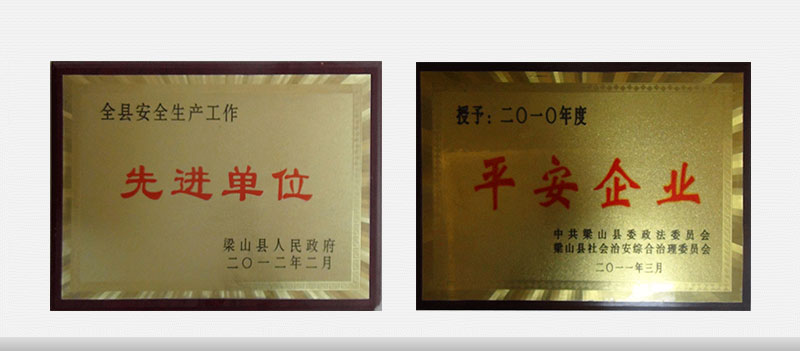 全县安全生产工作
先进单位
梁山县人民政府
二〇一二年二月
授予：二〇一〇年度
平安企业
中共梁山县委政法委员会
梁山县社会治安综合治理委员会
二〇一一年三月